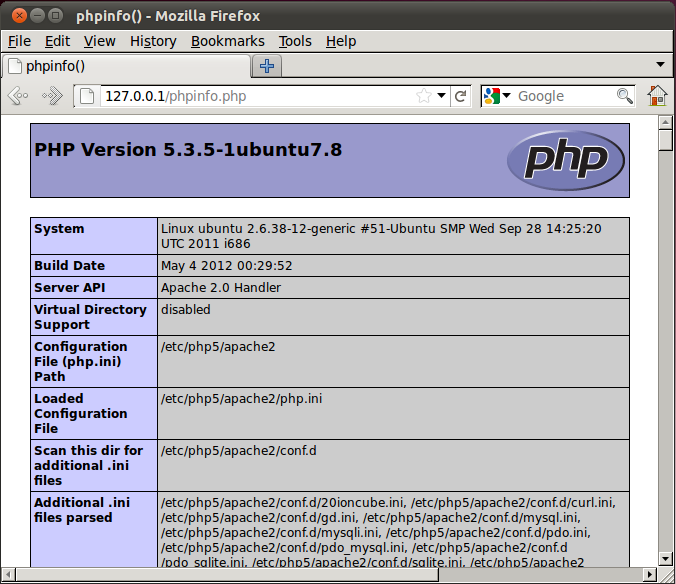 phpinfo() - Mozilla Firefox
File Edit View History Bookmarks Tools Help
phpinfo()
127.0.0.1/phpinfo.php
Google
PHP Version 5.3.5-1ubuntu7.8
php
System
Linux ubuntu 2.6.38-12-generic #51-Ubuntu SMP Wed Sep 28 14:25:20
UTC 2011 i686
Build Date
May 4 2012 00:29:52
Server API
Apache 2.0 Handler
Virtual Directory
Support
disabled
Configuration
File (php.ini)
Path
/etc/php5/apache2
Loaded
Configuration
File
/etc/php5/apache2/php.ini
Scan this dir for
additional .ini
files
/etc/php5/apache2/conf.d
Additional .ini
files parsed
/etc/php5/apache2/conf.d/20ioncube.ini, /etc/php5/apache2/conf.d/curl.ini,
/etc/php5/apache2/conf.d/gd.ini, /etc/php5/apache2/conf.d/mysql.ini,
/etc/php5/apache2/conf.d/mysqli.ini, /etc/php5/apache2/conf.d/pdo.ini,
/etc/php5/apache2/conf.d/pdo_mysql.ini, /etc/php5/apache2/conf.d
/pdo_sqlite.ini, /etc/php5/apache2/conf.d/sqlite.ini, /etc/php5/apache2